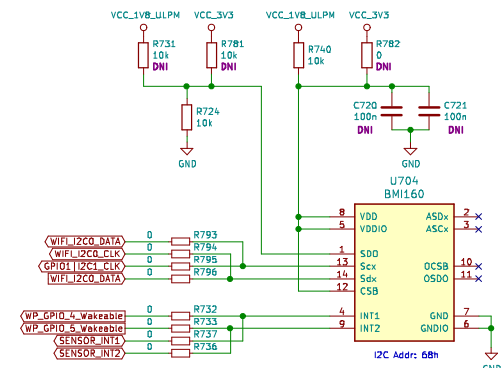 VCC_1V8_ULPM VCC_3V3 VCC_1V8_ULPM VCC_3V3
R731 10k DNI
R781 10k DNI
R740 10k
R782 0 DNI
R724 10k
GND
C720 100n DNI
C721 100n DNI
GND
U704
BMI160
8 VDD
5 VDDIO
1 SDO
13 Scx
14 Sdx
12 CSB
4 INT1
9 INT2
ASDx 2
ASCx 3
OCSB 10
OSDO 11
GND 7
GNDIO 6
WIFI_I2C0_DATA 0 R793
WIFI_I2C0_CLK 0 R794
GPIO1|I2C1_CLK 0 R795
WIFI_I2C0_DATA 0 R796
WP_GPIO_4_Wakeable 0 R732
WP_GPIO_5_Wakeable 0 R733
SENSOR_INT1 0 R737
SENSOR_INT2 0 R736
I2C Addr: 68h
GND